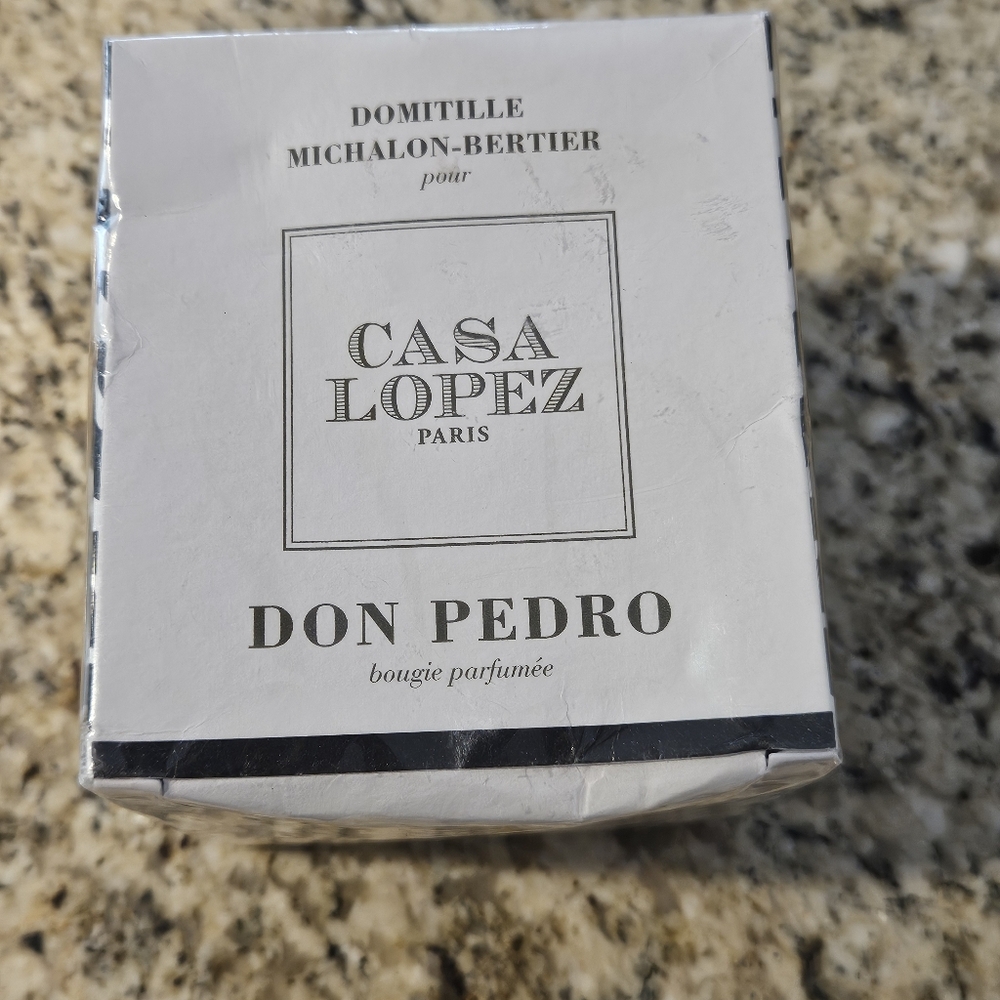 DOMITILLE
MICHALON-BERTIER
pour
CASA
LOPEZ
PARIS
DON PEDRO
bougie parfumée